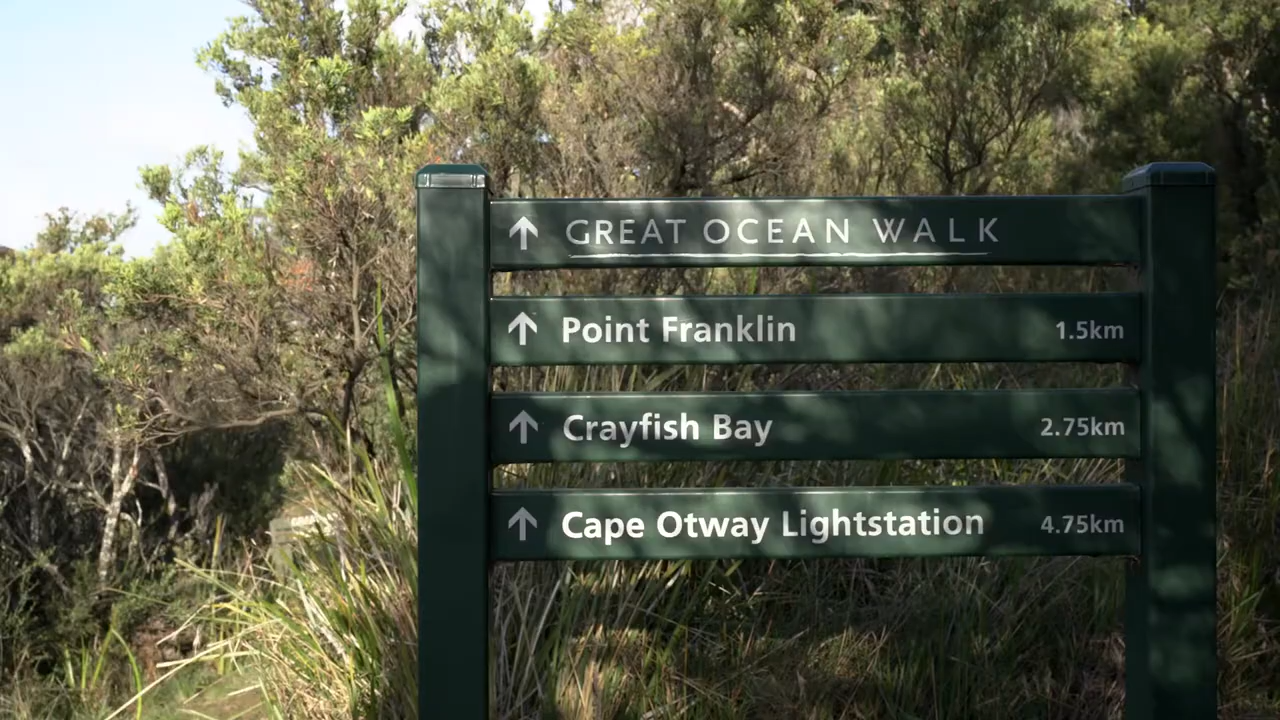 GREAT OCEAN WALK
Point Franklin 1.5km
Crayfish Bay 2.75km
Cape Otway Lightstation 4.75km